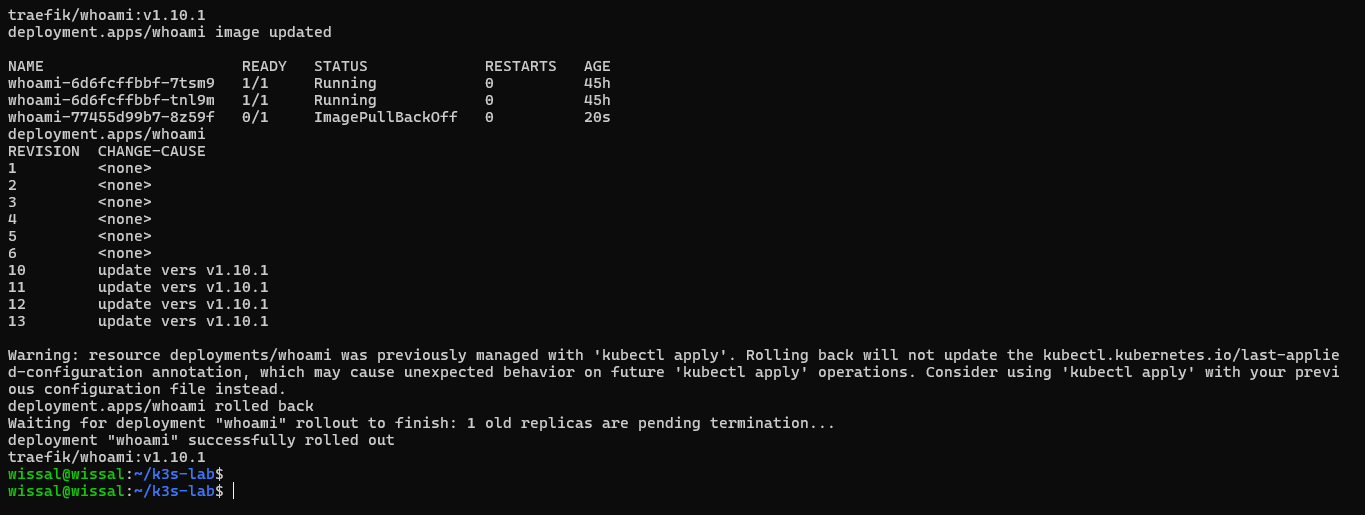 traefik/whoami:v1.10.1
deployment.apps/whoami image updated
NAME                      READY   STATUS             RESTARTS   AGE
whoami-6d6fcffbbf-7tsm9   1/1     Running            0          45h
whoami-6d6fcffbbf-tnl9m   1/1     Running            0          45h
whoami-77455d99b7-8z59f   0/1     ImagePullBackOff   0          20s
deployment.apps/whoami
REVISION  CHANGE-CAUSE
1         <none>
2         <none>
3         <none>
4         <none>
5         <none>
6         <none>
10        update vers v1.10.1
11        update vers v1.10.1
12        update vers v1.10.1
13        update vers v1.10.1
Warning: resource deployments/whoami was previously managed with 'kubectl apply'. Rolling back will not update the kubectl.kubernetes.io/last-applie
d-configuration annotation, which may cause unexpected behavior on future 'kubectl apply' operations. Consider using 'kubectl apply' with your previ
ous configuration file instead.
deployment.apps/whoami rolled back
Waiting for deployment "whoami" rollout to finish: 1 old replicas are pending termination...
deployment "whoami" successfully rolled out
traefik/whoami:v1.10.1
wissal@wissal:~/k3s-lab$
wissal@wissal:~/k3s-lab$